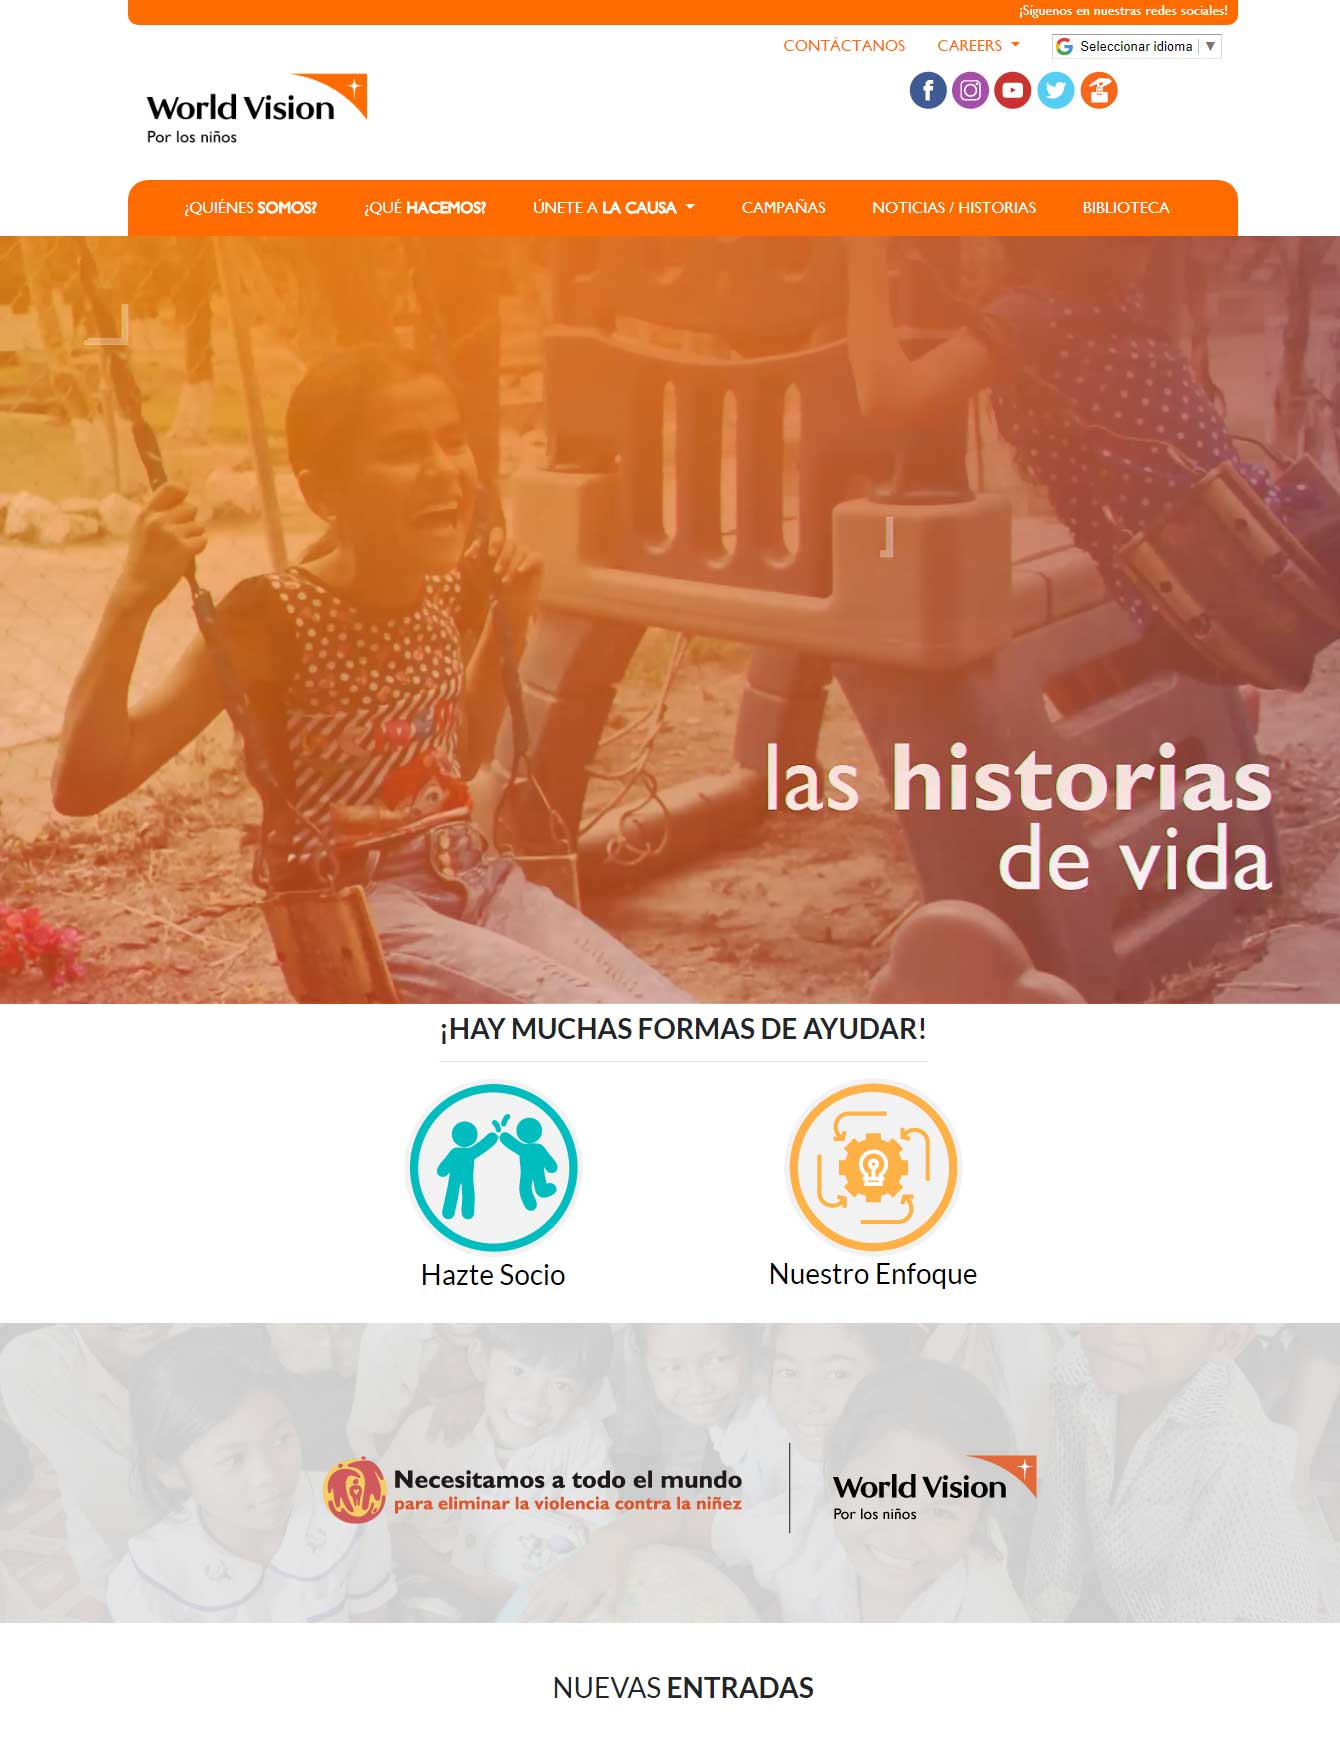 ¡Síguenos en nuestras redes sociales!
CONTÁCTANOS CAREERS Seleccionar idioma ▼
World Vision
Por los niños
¿QUIÉNES SOMOS? ¿QUÉ HACEMOS? ÚNETE A LA CAUSA CAMPAÑAS NOTICIAS / HISTORIAS BIBLIOTECA
las historias
de vida
¡HAY MUCHAS FORMAS DE AYUDAR!
Hazte Socio Nuestro Enfoque
Necesitamos a todo el mundo
para eliminar la violencia contra la niñez
World Vision
Por los niños
NUEVAS ENTRADAS